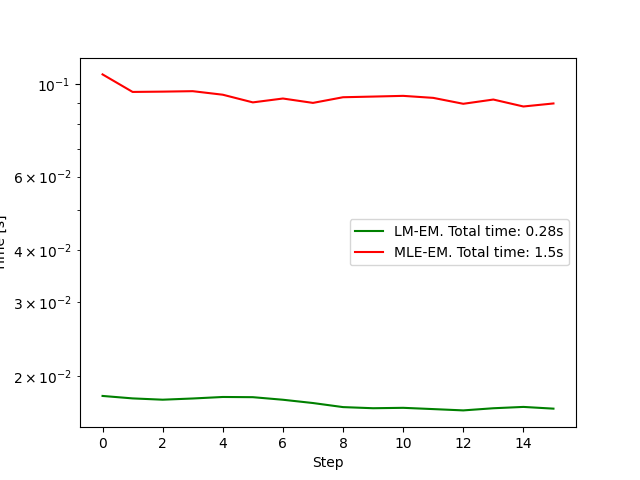 10⁻¹
6 × 10⁻²
4 × 10⁻²
3 × 10⁻²
2 × 10⁻²
LM-EM. Total time: 0.28s
MLE-EM. Total time: 1.5s
0 2 4 6 8 10 12 14
Step